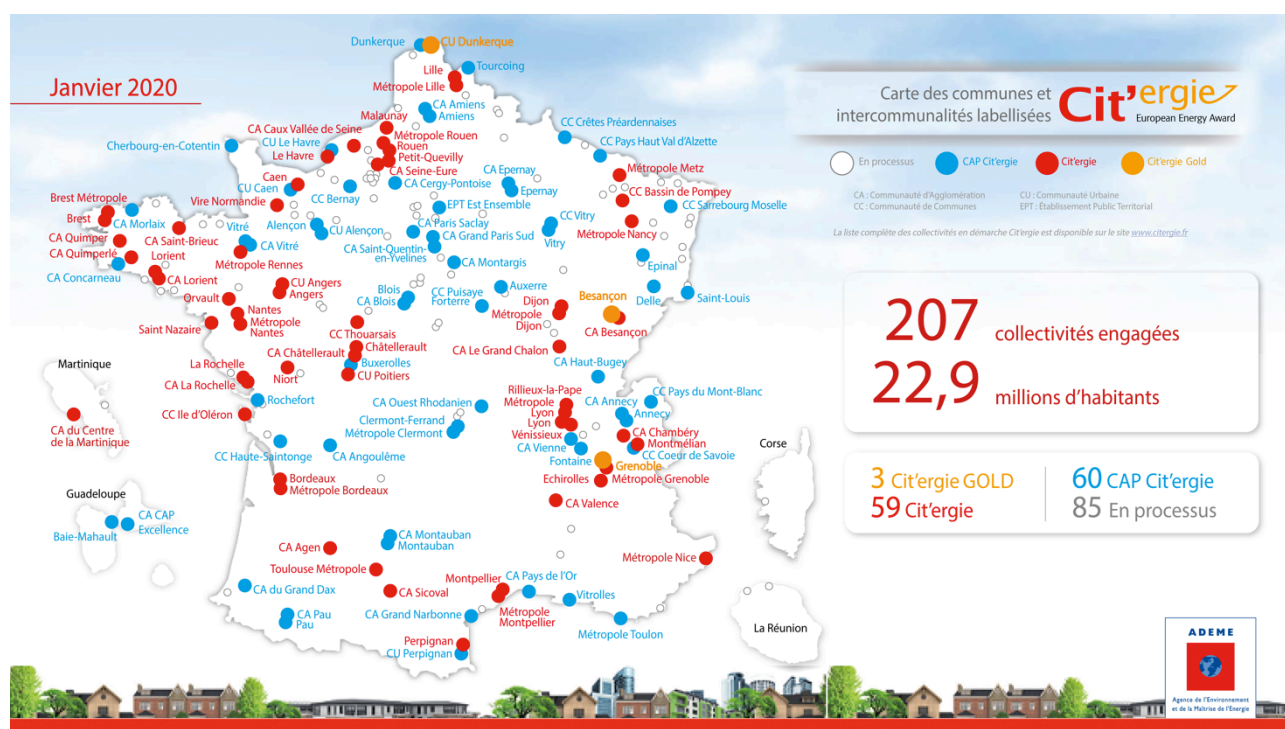 Janvier 2020
Carte des communes et
intercommunalités labellisées
Cit'ergie
European Energy Award
En processus
CAP Cit'ergie
Cit'ergie
Cit'ergie Gold
CA : Communauté d'Agglomération
CC : Communauté de Communes
CU : Communauté Urbaine
EPT : Etablissement Public Territorial
La liste complète des collectivités en démarche Cit'ergie est disponible sur le site www.citergie.fr
Dunkerque
CU Dunkerque
Tourcoing
Lille
Métropole Lille
CA Amiens
Amiens
Malaunay
CA Caux Vallée de Seine
CU Le Havre
Le Havre
Métropole Rouen
Rouen
Petit-Quevilly
CA Seine-Eure
Cherbourg-en-Cotentin
CC Crêtes Préardennaises
CC Pays Haut Val d'Alzette
Métropole Metz
CA Epernay
Epernay
CA Cergy-Pontoise
Caen
CU Caen
CC Bernay
EPT Est Ensemble
CC Bassin de Pompey
CC Sarrebourg Moselle
Brest Métropole
Brest
CA Morlaix
Vire Normandie
Vitré
CA Vitré
Alençon
CU Alençon
CA Paris Saclay
CA Grand Paris Sud
CA Saint-Quentin-
en-Yvelines
CC Vitry
Vitry
Métropole Nancy
CA Quimper
CA Quimperlé
CA Saint-Brieuc
Lorient
CA Lorient
CA Concarneau
Métropole Rennes
CA Montargis
Epinal
CU Angers
Angers
Orvault
Nantes
Métropole
Nantes
Saint Nazaire
Blois
CA Blois
CC Puisaye
Forterre
Auxerre
Dijon
Métropole
Dijon
Besançon
CA Besançon
Delle
Saint-Louis
CC Thouarsais
Châtellerault
CA Châtellerault
Buxerolles
CU Poitiers
CA Le Grand Chalon
CA Haut-Bugey
La Rochelle
CA La Rochelle
Niort
Rochefort
CC Ile d'Oléron
CA Ouest Rhodanien
Clermont-Ferrand
Métropole Clermont
Rillieux-la-Pape
Métropole
Lyon
Lyon
Vénissieux
CA Vienne
Fontaine
CC Pays du Mont-Blanc
CA Annecy
Annecy
CA Chambéry
Montmélian
CC Coeur de Savoie
Grenoble
Métropole Grenoble
Echirolles
CC Haute-Saintonge
CA Angoulême
Bordeaux
Métropole Bordeaux
CA Valence
CA Montauban
Montauban
CA Agen
Toulouse Métropole
CA Sicoval
Métropole Nice
Montpellier
CA Pays de l'Or
Métropole
Montpellier
Vitrolles
Métropole Toulon
CA du Grand Dax
CA Pau
Pau
CA Grand Narbonne
Perpignan
CU Perpignan
Martinique
CA du Centre
de la Martinique
Guadeloupe
CA CAP
Excellence
Baie-Mahault
Corse
La Réunion
207 collectivités engagées
22,9 millions d'habitants
3 Cit'ergie GOLD
59 Cit'ergie
60 CAP Cit'ergie
85 En processus
ADEME
Agence de l'Environnement
et de la Maîtrise de l'Energie